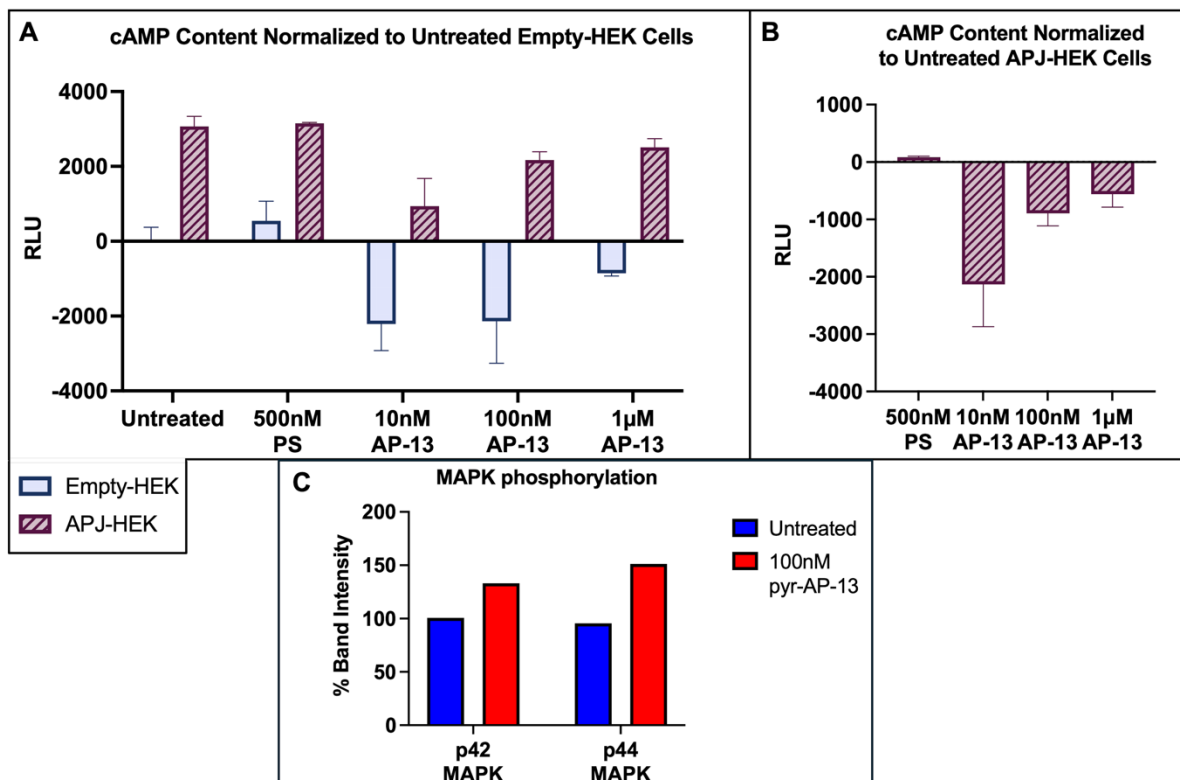 A
cAMP Content Normalized to Untreated Empty-HEK Cells
4000
2000
0
-2000
-4000
RLU
Untreated
500nM
PS
10nM
AP-13
100nM
AP-13
1µM
AP-13
Empty-HEK
APJ-HEK
B
cAMP Content Normalized
to Untreated APJ-HEK Cells
1000
0
-1000
-2000
-3000
-4000
RLU
500nM
PS
10nM
AP-13
100nM
AP-13
1µM
AP-13
C
MAPK phosphorylation
200
150
100
50
0
% Band Intensity
p42
MAPK
p44
MAPK
Untreated
100nM
pyr-AP-13